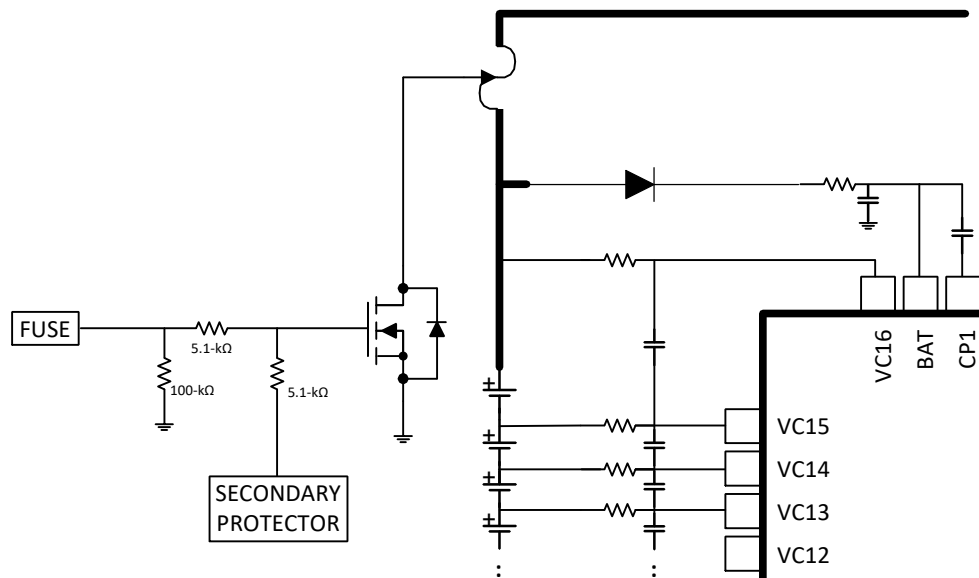 FUSE
5.1-kΩ
100-kΩ
5.1-kΩ
SECONDARY
PROTECTOR
VC16
BAT
CP1
+
VC15
+
VC14
+
VC13
+
VC12